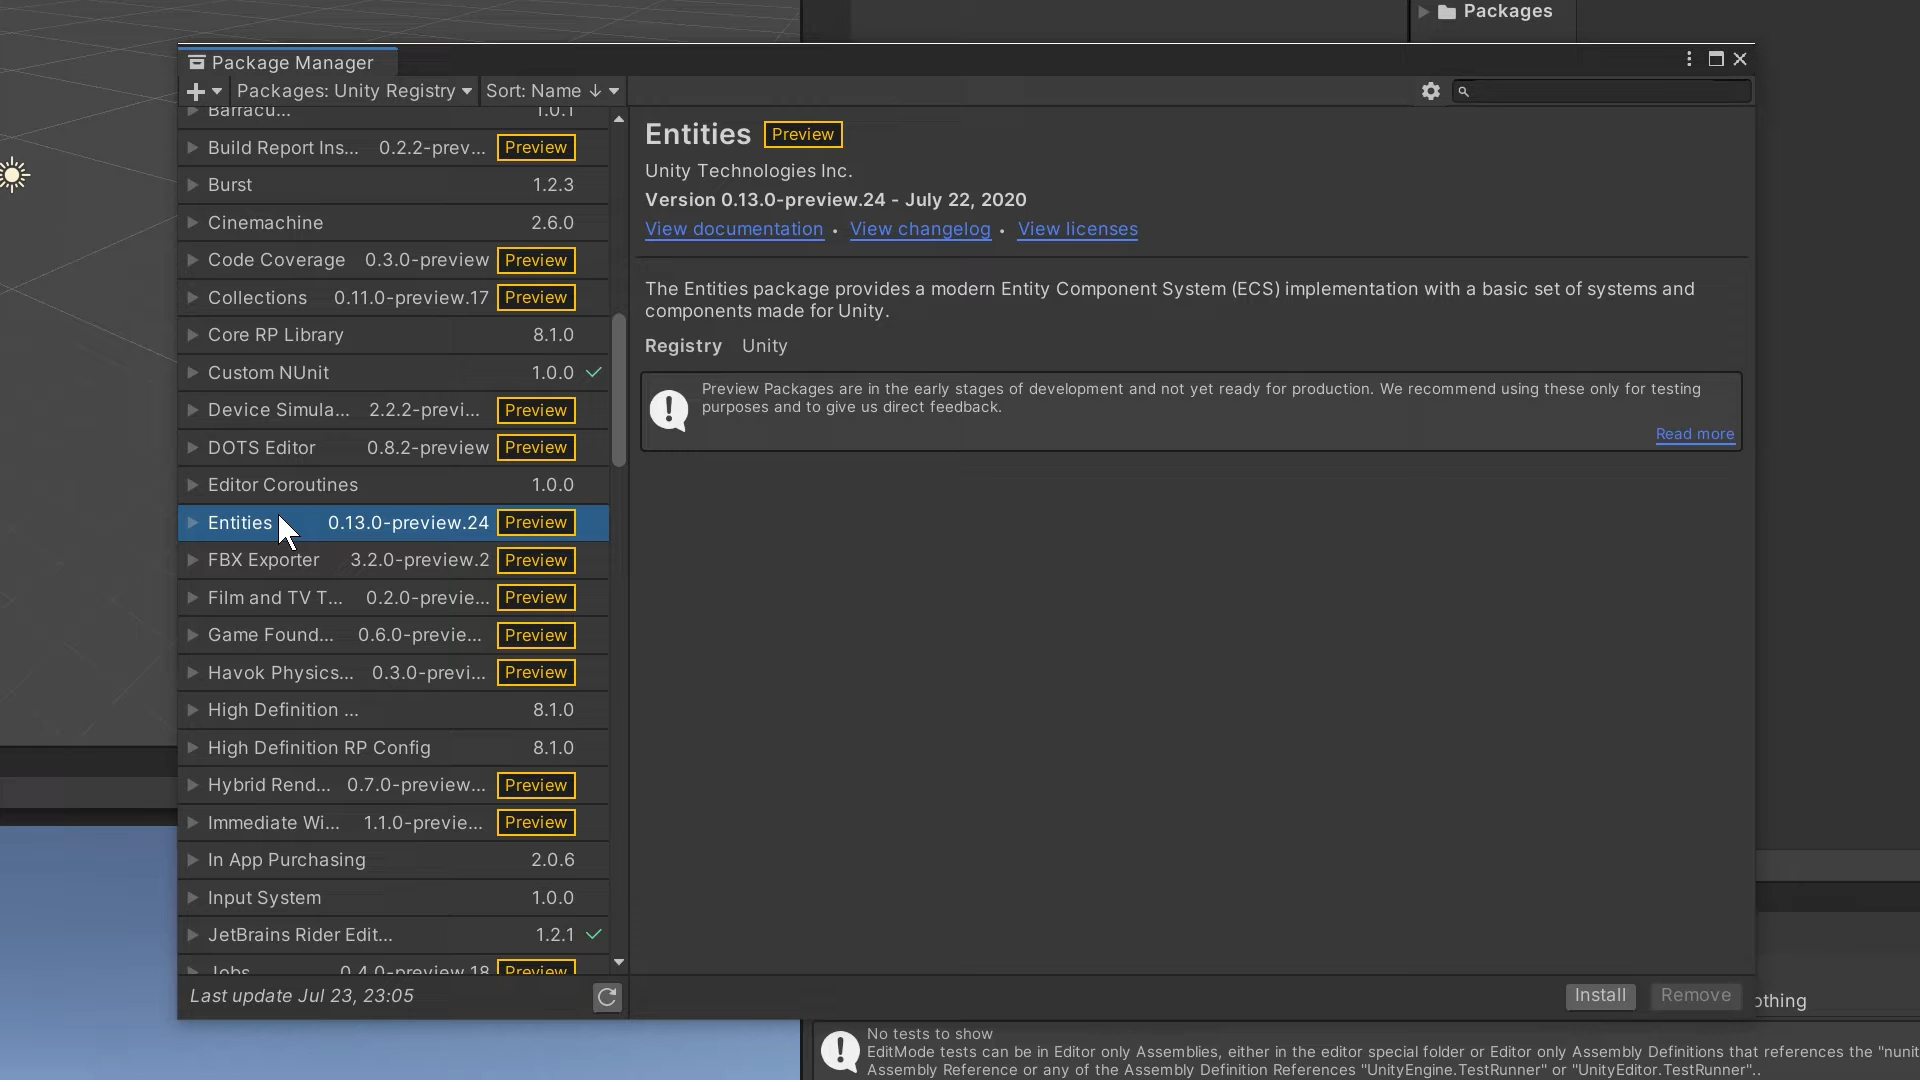 Packages
Package Manager
Packages: Unity Registry
Sort: Name ↓
Barracu... 1.0.1
Build Report Ins... 0.2.2-prev... Preview
Burst 1.2.3
Cinemachine 2.6.0
Code Coverage 0.3.0-preview Preview
Collections 0.11.0-preview.17 Preview
Core RP Library 8.1.0
Custom NUnit 1.0.0
Device Simula... 2.2.2-previ... Preview
DOTS Editor 0.8.2-preview Preview
Editor Coroutines 1.0.0
Entities 0.13.0-preview.24 Preview
FBX Exporter 3.2.0-preview.2 Preview
Film and TV T... 0.2.0-previe... Preview
Game Found... 0.6.0-previe... Preview
Havok Physics... 0.3.0-previ... Preview
High Definition ... 8.1.0
High Definition RP Config 8.1.0
Hybrid Rend... 0.7.0-preview... Preview
Immediate Wi... 1.1.0-previe... Preview
In App Purchasing 2.0.6
Input System 1.0.0
JetBrains Rider Edit... 1.2.1
Jobs 0.4.0-preview.18 Preview
Last update Jul 23, 23:05
Entities Preview
Unity Technologies Inc.
Version 0.13.0-preview.24 - July 22, 2020
View documentation • View changelog • View licenses
The Entities package provides a modern Entity Component System (ECS) implementation with a basic set of systems and
components made for Unity.
Registry Unity
Preview Packages are in the early stages of development and not yet ready for production. We recommend using these only for testing
purposes and to give us direct feedback.
Read more
Install Remove
othing
No tests to show
EditMode tests can be in Editor only Assemblies, either in the editor special folder or Editor only Assembly Definitions that references the "nunit
Assembly Reference or any of the Assembly Definition References "UnityEngine.TestRunner" or "UnityEditor.TestRunner"..